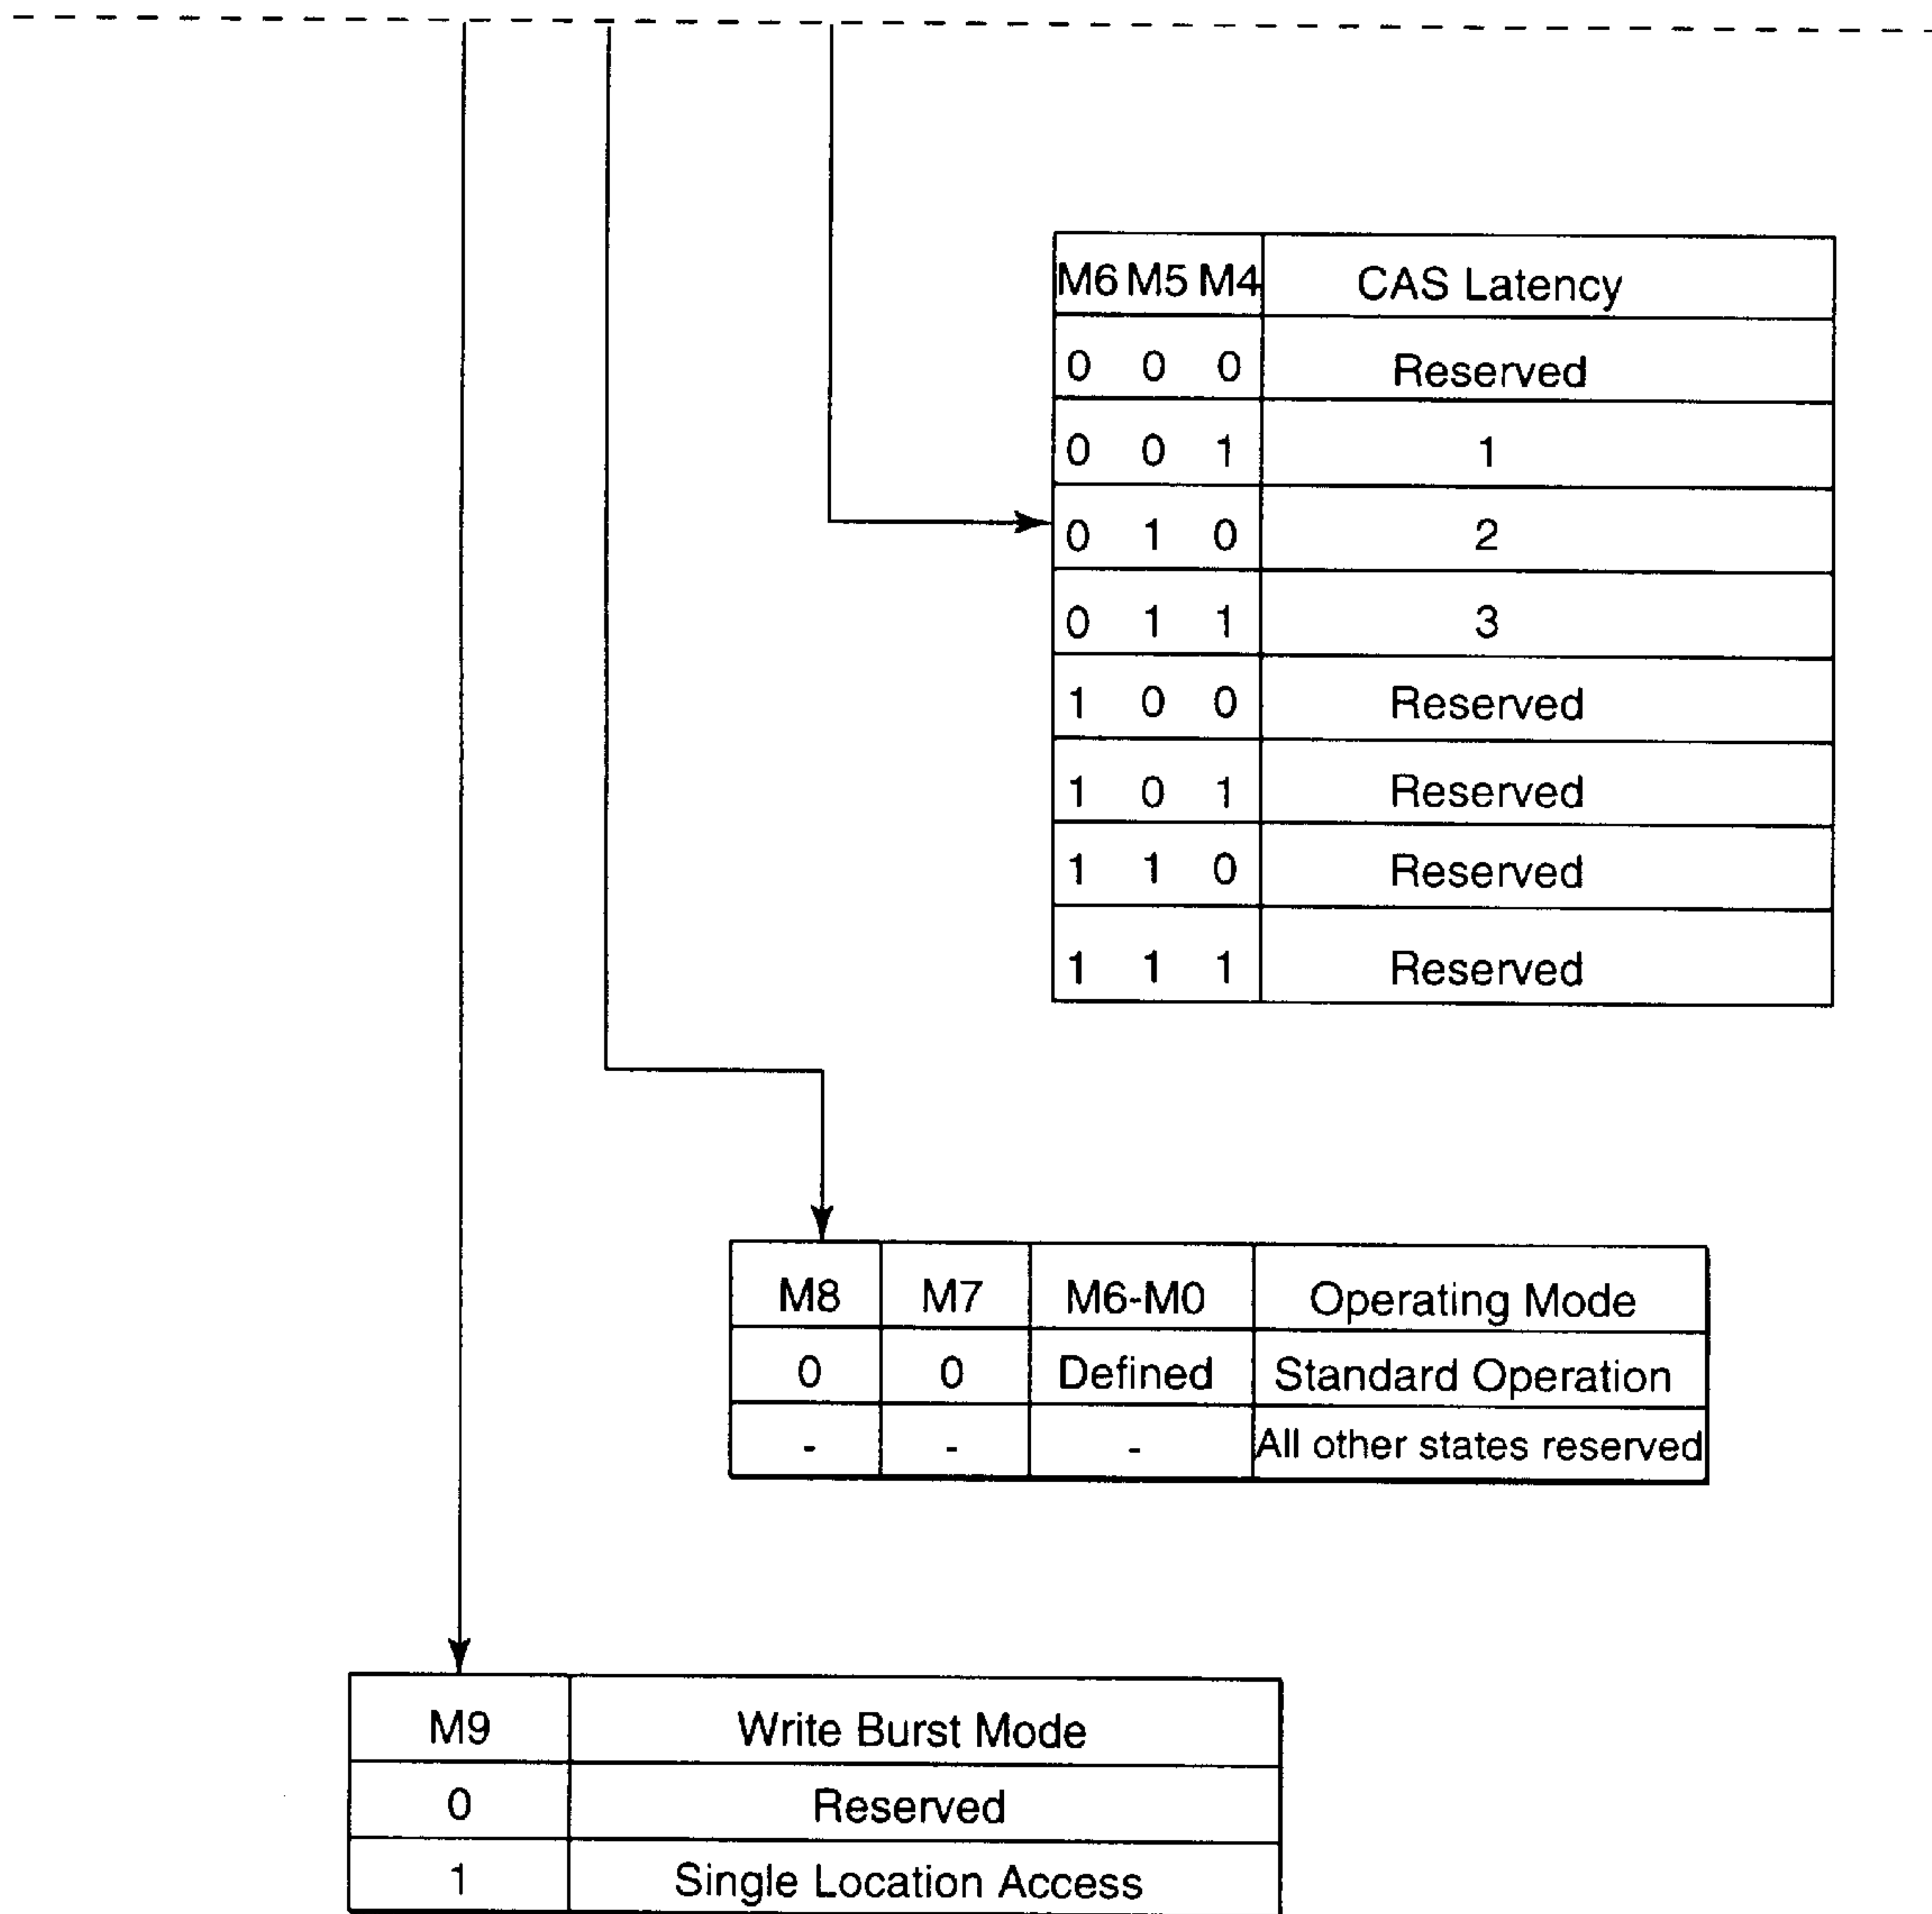 M6 M5 M4 CAS Latency
0 0 0 Reserved
0 0 1 1
0 1 0 2
0 1 1 3
1 0 0 Reserved
1 0 1 Reserved
1 1 0 Reserved
1 1 1 Reserved
M8 M7 M6-M0 Operating Mode
0 0 Defined Standard Operation
- - - All other states reserved
M9 Write Burst Mode
0 Reserved
1 Single Location Access